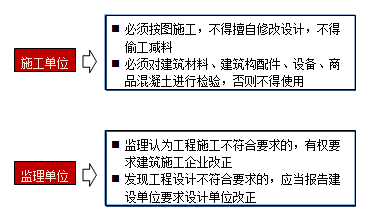 施工单位
■ 必须按图施工，不得擅自修改设计，不得
偷工减料
■ 必须对建筑材料、建筑构配件、设备、商
品混凝土进行检验，否则不得使用
监理单位
■ 监理认为工程施工不符合要求的，有权要
求建筑施工企业改正
■ 发现工程设计不符合要求的，应当报告建
设单位要求设计单位改正